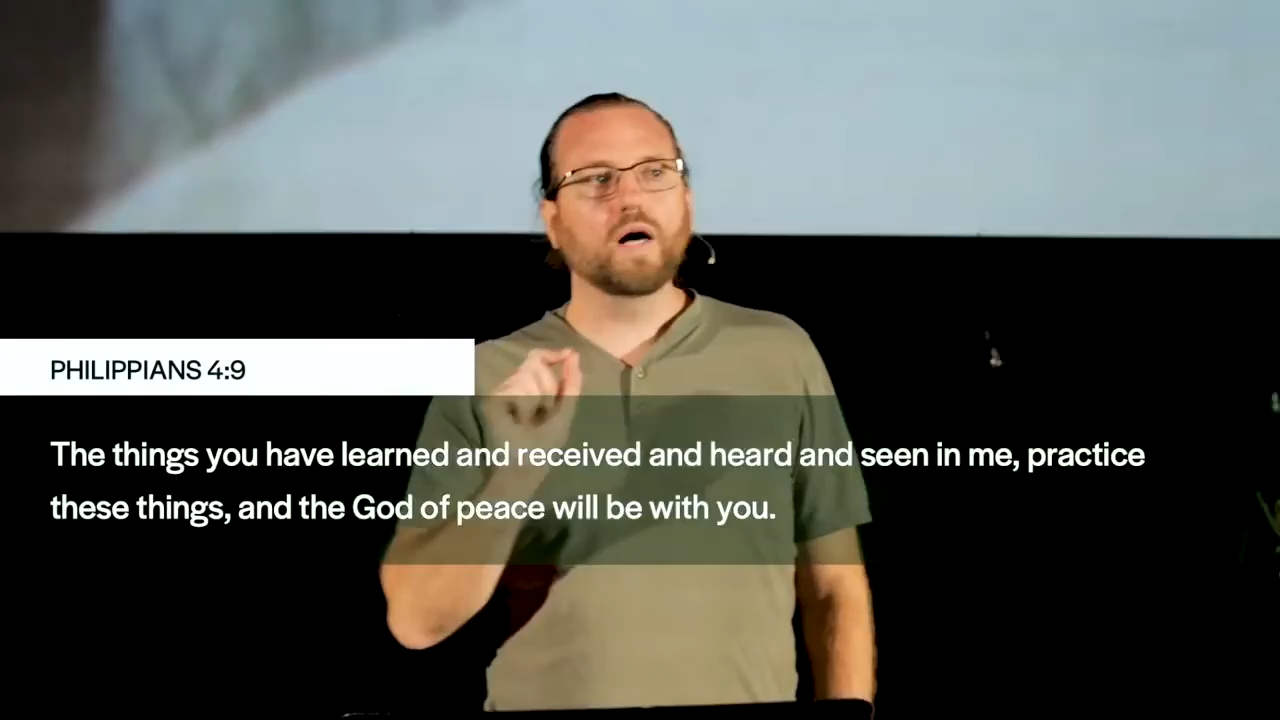 PHILIPPIANS 4:9
The things you have learned and received and heard and seen in me, practice
these things, and the God of peace will be with you.